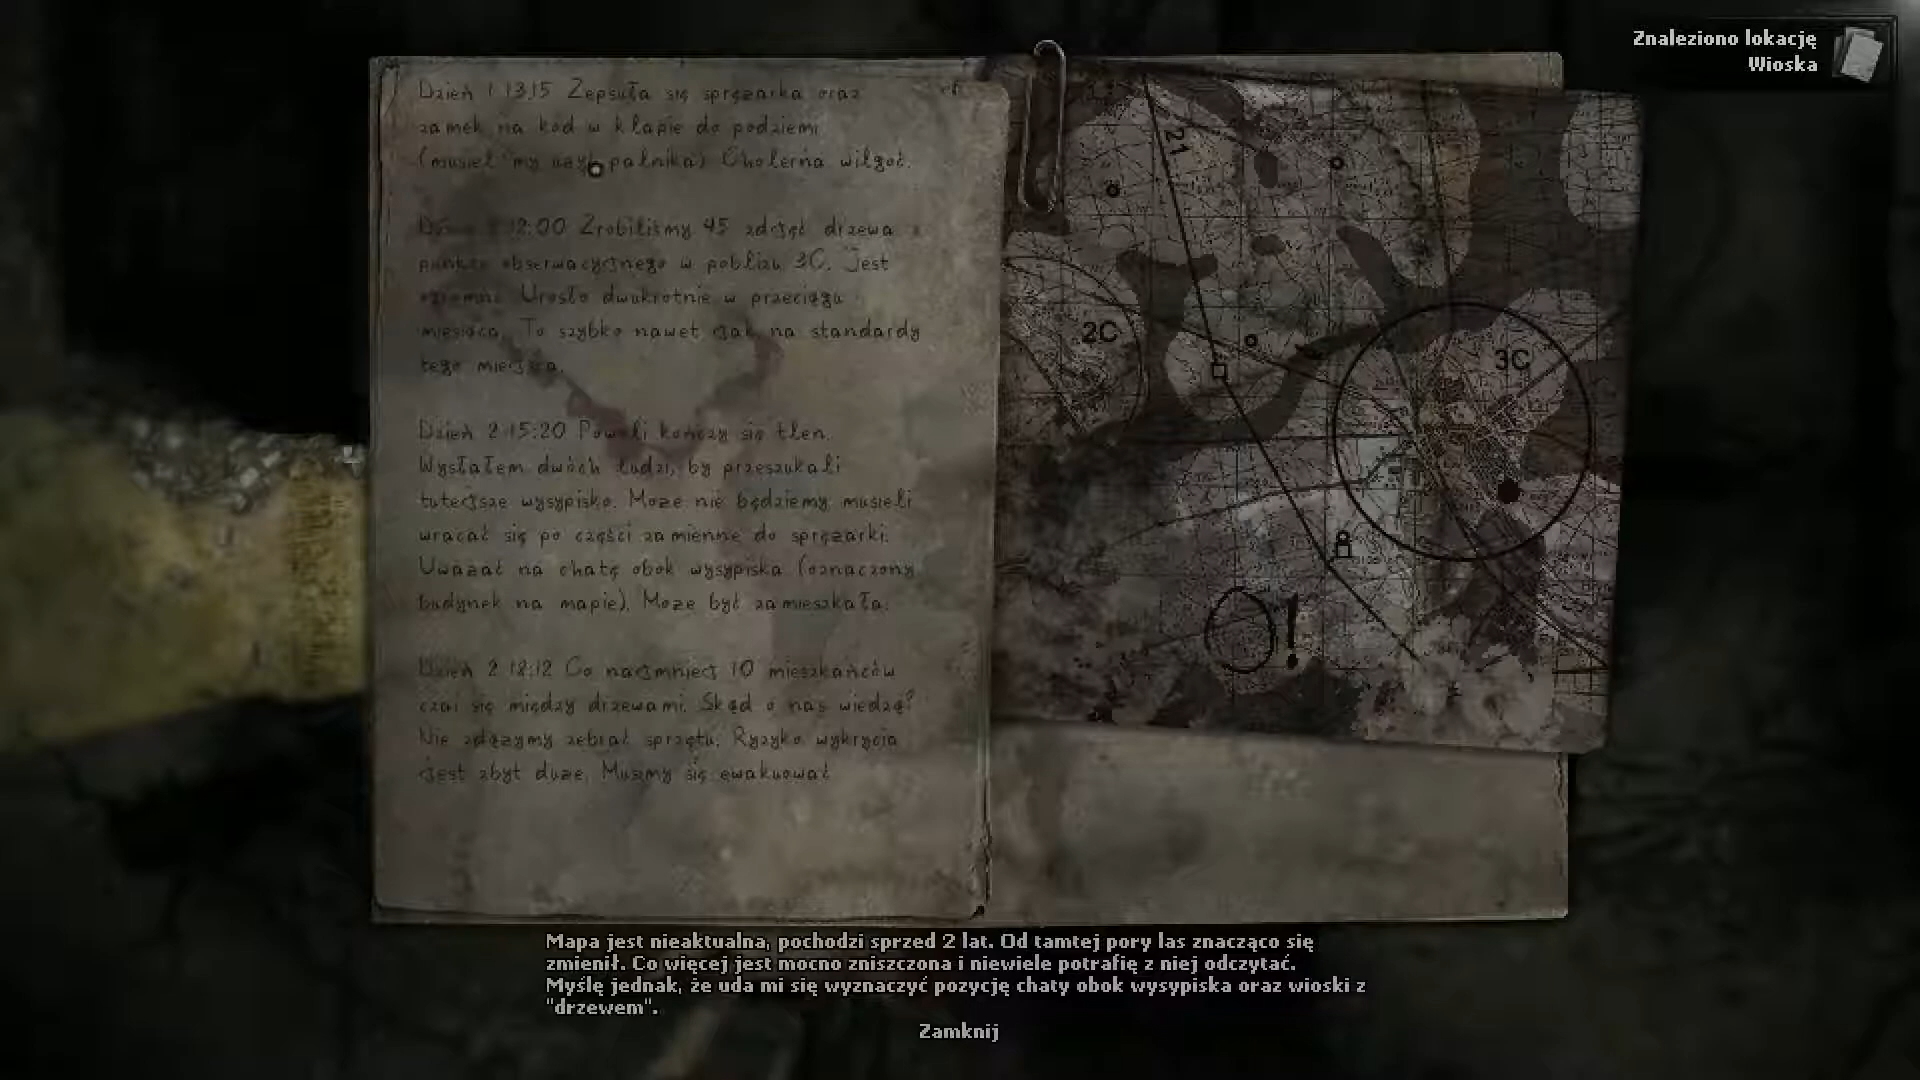 Znaleziono lokację
Wioska
Dzień 1 13:15 Zepsuła się sprężarka oraz
zamek na kod w klapie do podziemi
palnika) Cholerna wilgoć.
2:00 Zrobiliśmy 45 zdjęć drzewa z
punktu obserwacyjnego w pobliżu 3C. Jest
ogromne. Urosło dwukrotnie w przeciągu
miesiąca. To szybko nawet jak na standardy
tego miejsca.
Dzień 2 15:20 Powoli kończy się tlen.
Wysłałem dwóch ludzi, by przeszukali
tutejsze wysypisko. Może nie będziemy musieli
wracać się po części zamienne do sprężarki.
Uważać na chatę obok wysypiska (oznaczony
budynek na mapie). Może być zamieszkała.
Dzień 2 18:12 Co najmniej 10 mieszkańców
czai się między drzewami. Skąd o nas wiedzą?
Nie zdążymy zebrać sprzętu. Ryzyko wykrycia
jest zbyt duże. Musimy się ewakuować
21
2C
3C
!
Mapa jest nieaktualna, pochodzi sprzed 2 lat. Od tamtej pory las znacząco się
zmienił. Co więcej jest mocno zniszczona i niewiele potrafię z niej odczytać.
Myślę jednak, że uda mi się wyznaczyć pozycję chaty obok wysypiska oraz wioski z
"drzewem".
Zamknij